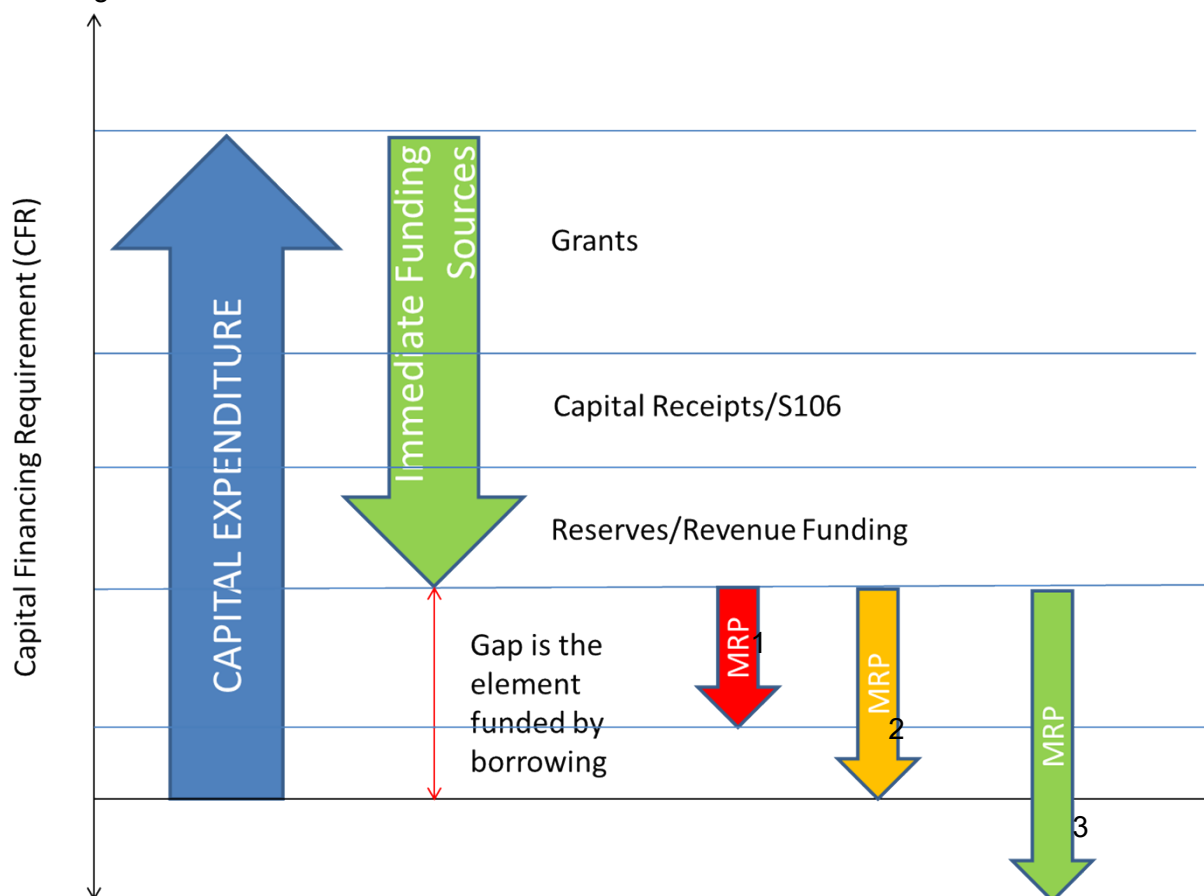 Capital Financing Requirement (CFR)
CAPITAL EXPENDITURE
Immediate Funding
Sources
Grants
Capital Receipts/S106
Reserves/Revenue Funding
Gap is the
element
funded by
borrowing
MRP
1
MRP
2
MRP
3